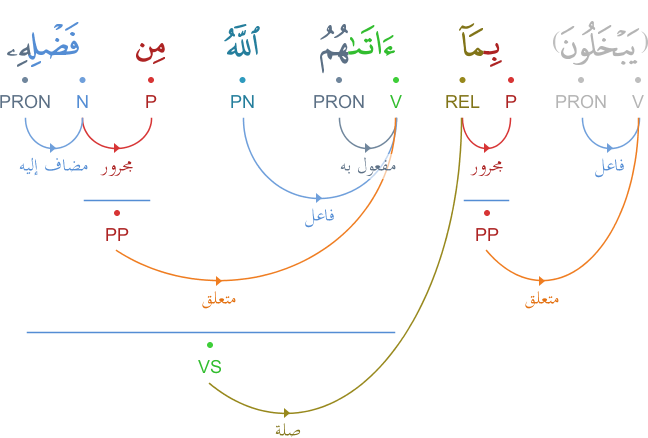 (يَبْخَلُونَ) بِمَآ ءَاتَىٰهُمُ ٱللَّهُ مِن فَضْلِهِۦ
V PRON P REL V PRON PN P N PRON
فاعل مجرور مفعول به مجرور مضاف إليه
فاعل
PP PP
متعلق متعلق
VS
صلة